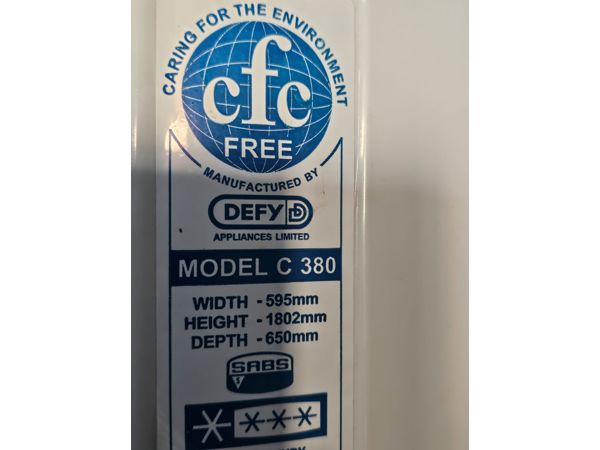 CARING FOR THE ENVIRONMENT
cfc
FREE
MANUFACTURED BY
DEFY
APPLIANCES LIMITED
MODEL C 380
WIDTH - 595mm
HEIGHT - 1802mm
DEPTH - 650mm
SABS